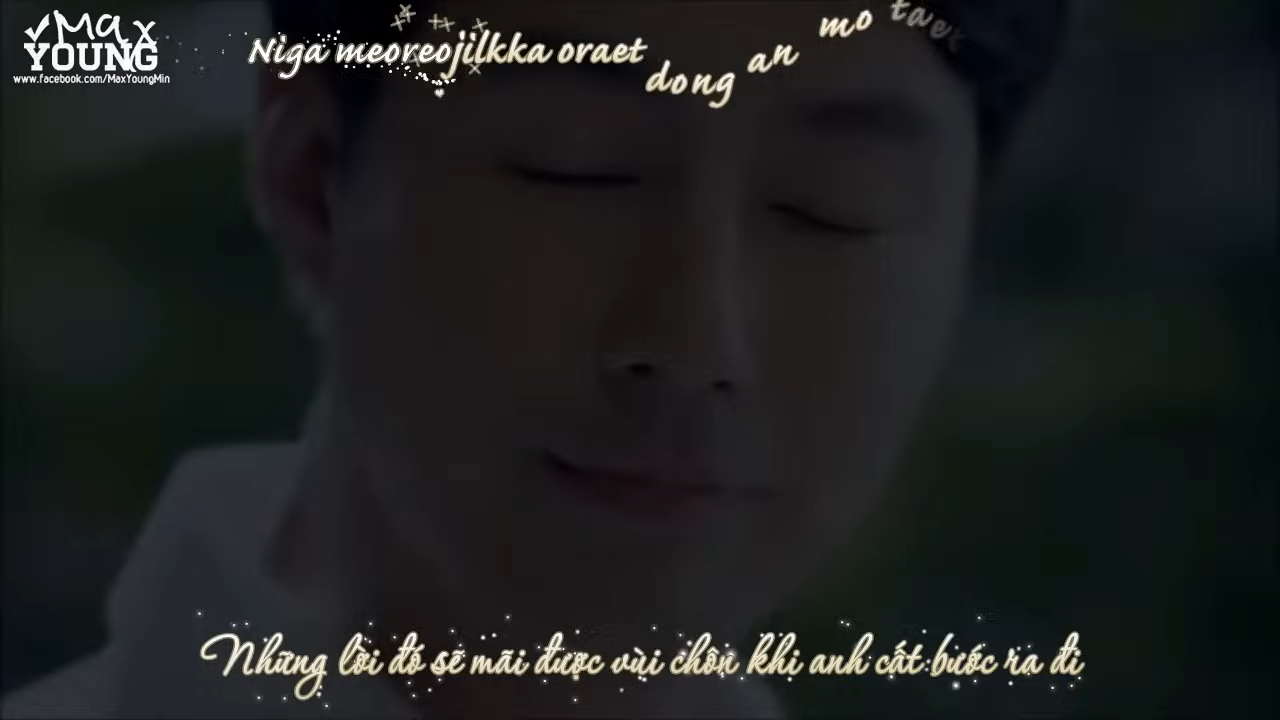 Max
YOUNG
www.facebook.com/MaxYoungMin
Niga meoreojilkka oraet dong an mo
Những lời đó sẽ mãi được vùi chôn khi anh cất bước ra đi